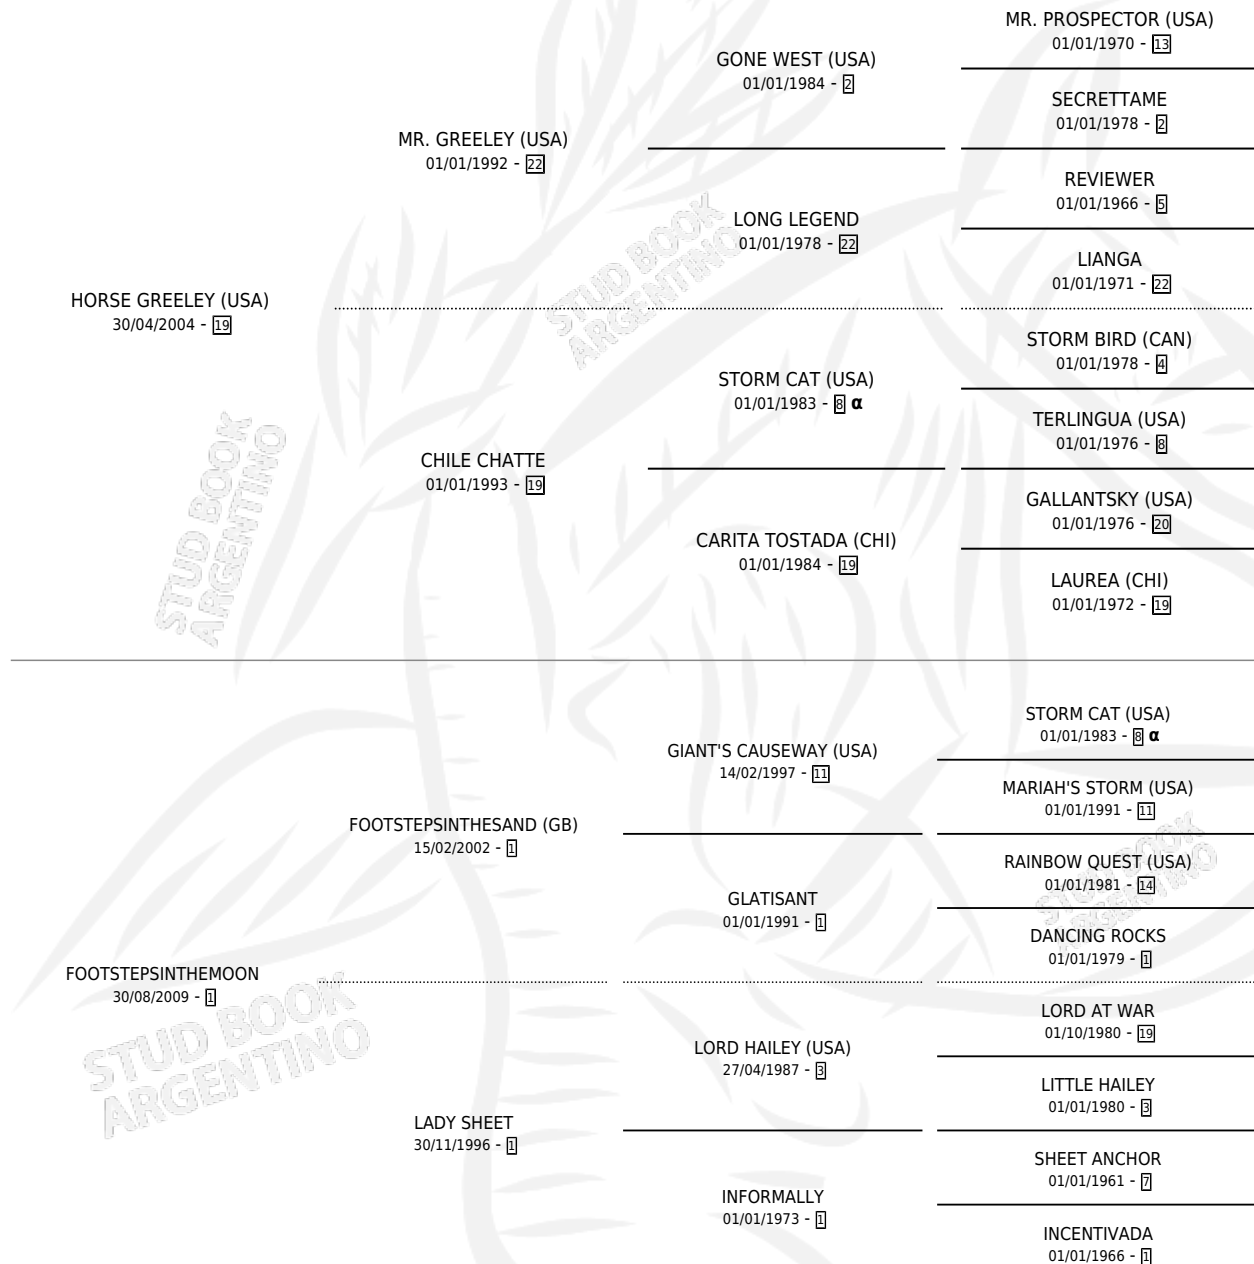 MR. PROSPECTOR (USA)
01/01/1970 - 13
GONE WEST (USA)
01/01/1984 - 2
SECRETTAME
01/01/1978 - 2
MR. GREELEY (USA)
01/01/1992 - 22
REVIEWER
01/01/1966 - 5
LONG LEGEND
01/01/1978 - 22
LIANGA
01/01/1971 - 22
HORSE GREELEY (USA)
30/04/2004 - 19
STORM BIRD (CAN)
01/01/1978 - 4
STORM CAT (USA)
01/01/1983 - 8 α
TERLINGUA (USA)
01/01/1976 - 8
CHILE CHATTE
01/01/1993 - 19
GALLANTSKY (USA)
01/01/1976 - 20
CARITA TOSTADA (CHI)
01/01/1984 - 19
LAUREA (CHI)
01/01/1972 - 19
STORM CAT (USA)
01/01/1983 - 8 α
GIANT'S CAUSEWAY (USA)
14/02/1997 - 11
MARIAH'S STORM (USA)
01/01/1991 - 11
FOOTSTEPSINTHESAND (GB)
15/02/2002 - 1
RAINBOW QUEST (USA)
01/01/1981 - 14
GLATISANT
01/01/1991 - 1
DANCING ROCKS
01/01/1979 - 1
FOOTSTEPSINTHEMOON
30/08/2009 - 1
LORD AT WAR
01/10/1980 - 19
LORD HAILEY (USA)
27/04/1987 - 3
LITTLE HAILEY
01/01/1980 - 3
LADY SHEET
30/11/1996 - 1
SHEET ANCHOR
01/01/1961 - 7
INFORMALLY
01/01/1973 - 1
INCENTIVADA
01/01/1966 - 1
STUD BOOK
ARGENTINO
STUD BOOK
ARGENTINO
STUD BOOK
ARGENTINO
STUD BOOK
ARGENTINO